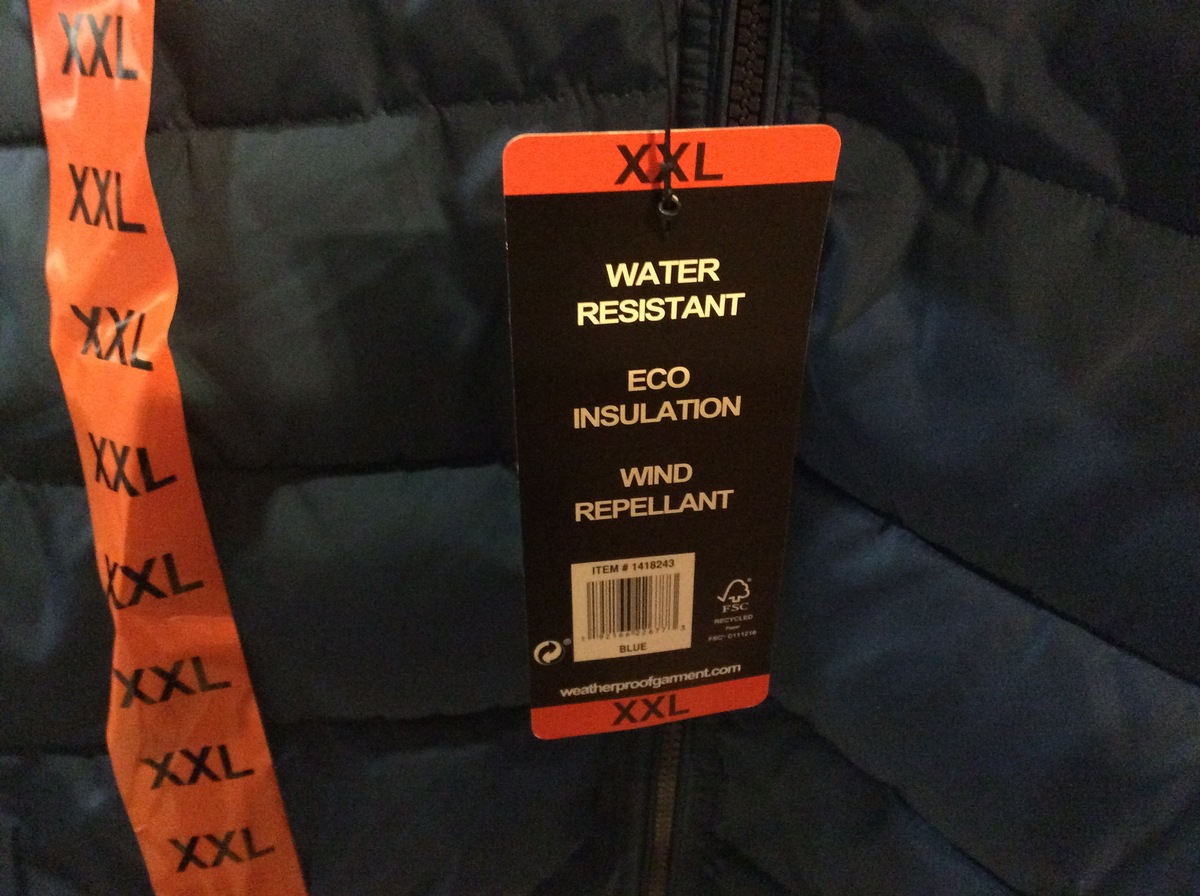 XXL
XXL
XXL
XXL
XXL
XXL
XXL
XXL
XXL
WATER
RESISTANT
ECO
INSULATION
WIND
REPELLANT
ITEM # 1418243
BLUE
FSC
RECYCLED
Paper
weatherproofgarment.com
XXL